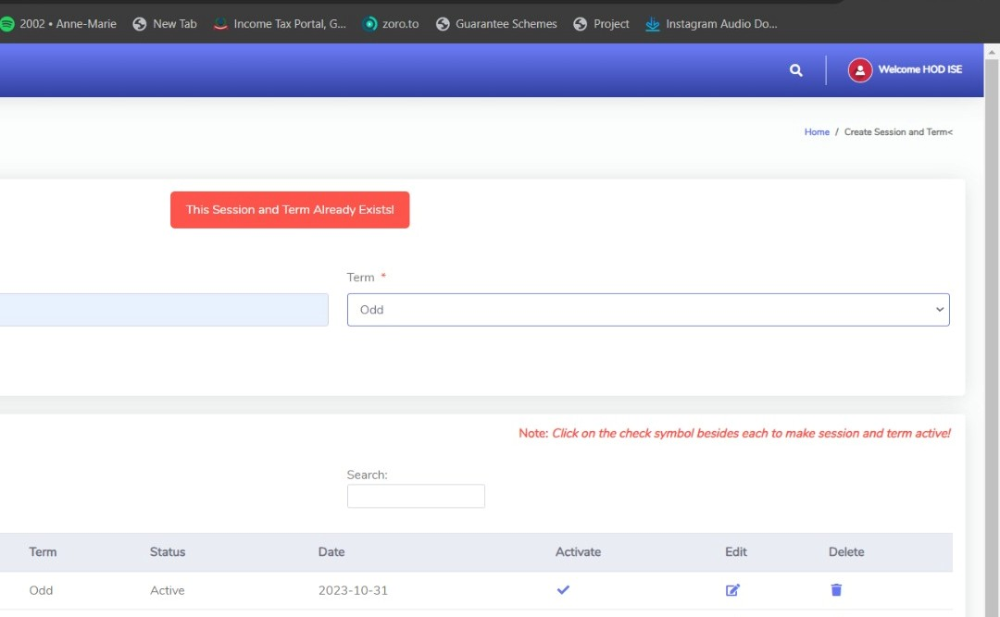 2002 • Anne-Marie New Tab Income Tax Portal, G... zoro.to Guarantee Schemes Project Instagram Audio Do...
Welcome HOD ISE
Home / Create Session and Term<
This Session and Term Already Exists!
Term *
Odd
Note: Click on the check symbol besides each to make session and term active!
Search:
Term Status Date Activate Edit Delete
Odd Active 2023-10-31